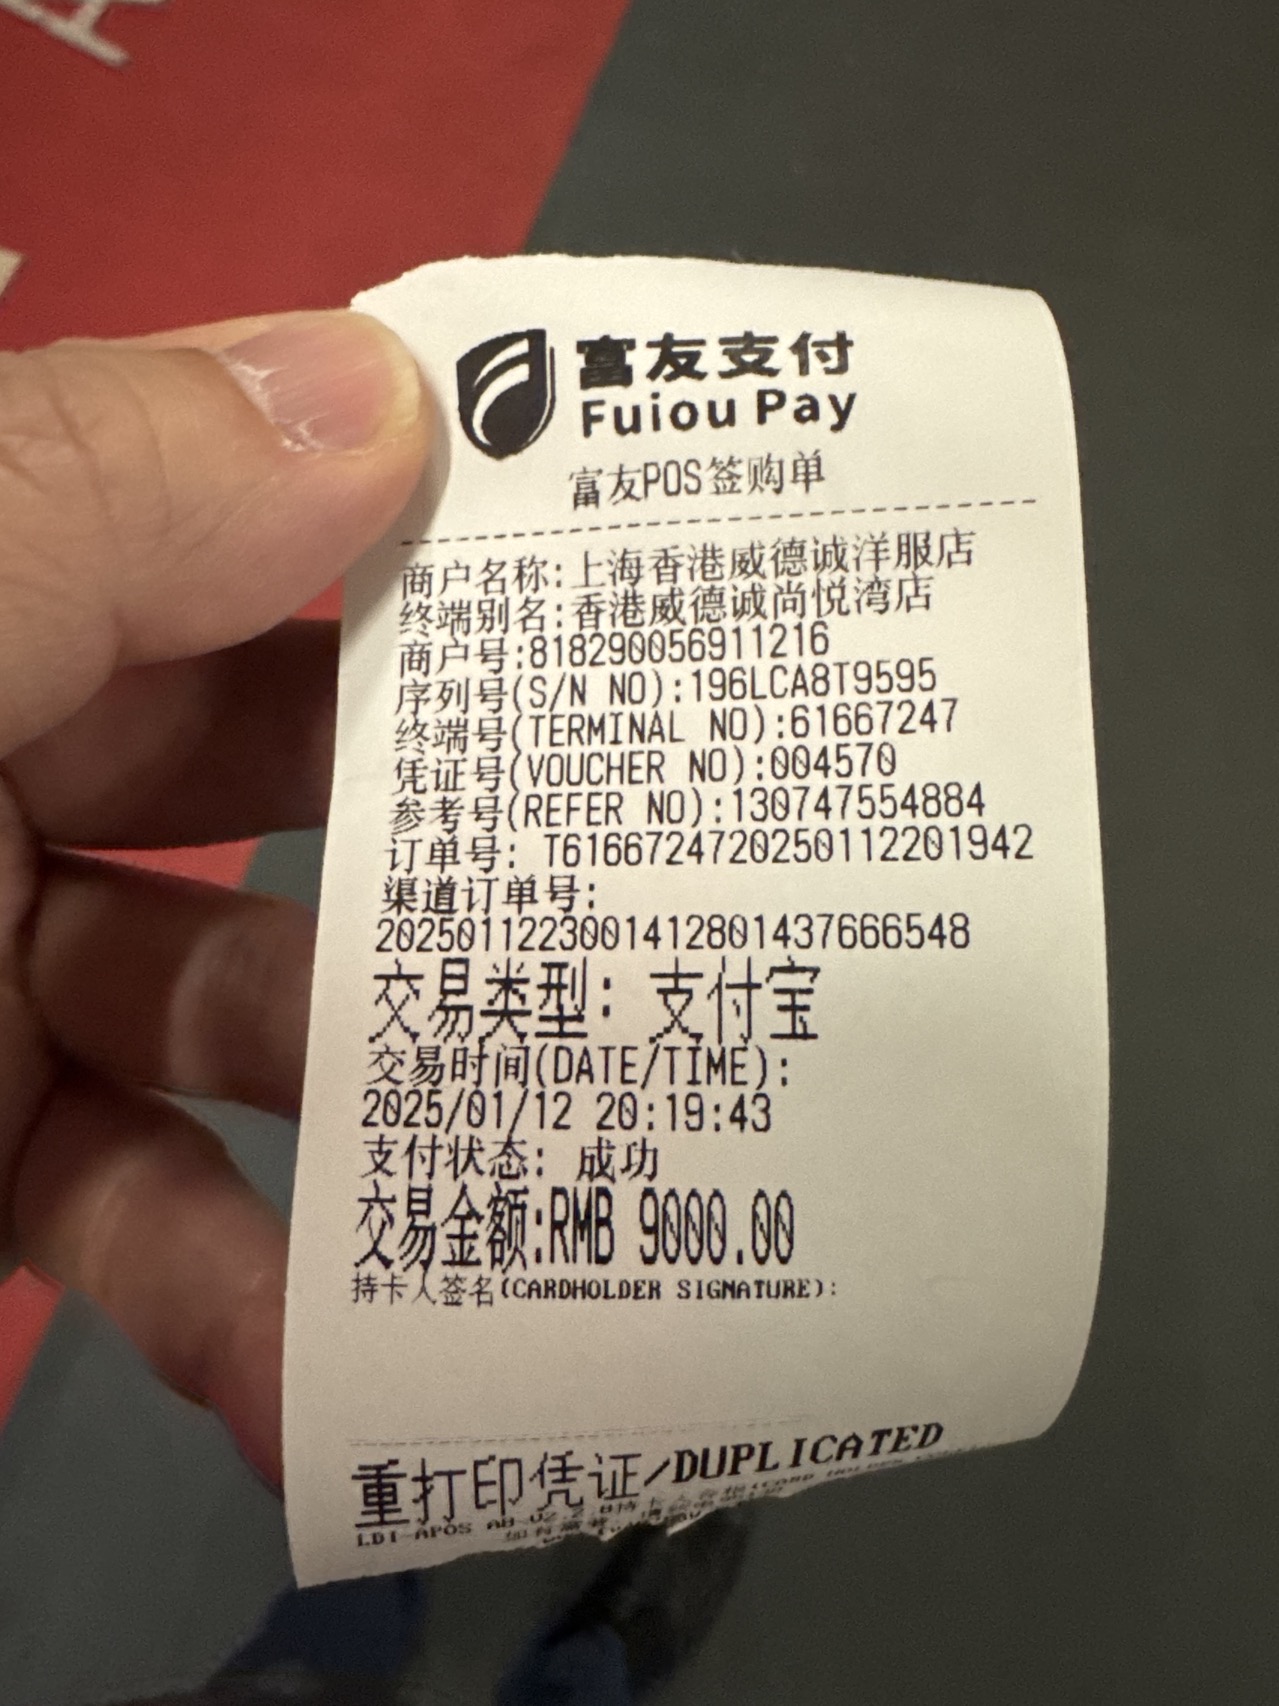 富友支付
Fuiou Pay
富友POS签购单
商户名称:上海香港威德诚洋服店
终端别名:香港威德诚尚悦湾店
商户号:818290056911216
序列号(S/N NO):196LCA8T9595
终端号(TERMINAL NO):61667247
凭证号(VOUCHER NO):004570
参考号(REFER NO):130747554884
订单号: T6166724720250112201942
渠道订单号:
2025011223001412801437666548
交易类型: 支付宝
交易时间(DATE/TIME):
2025/01/12 20:19:43
支付状态: 成功
交易金额:RMB 9000.00
持卡人签名(CARDHOLDER SIGNATURE):
重打印凭证/DUPLICATED
LDI-APOS